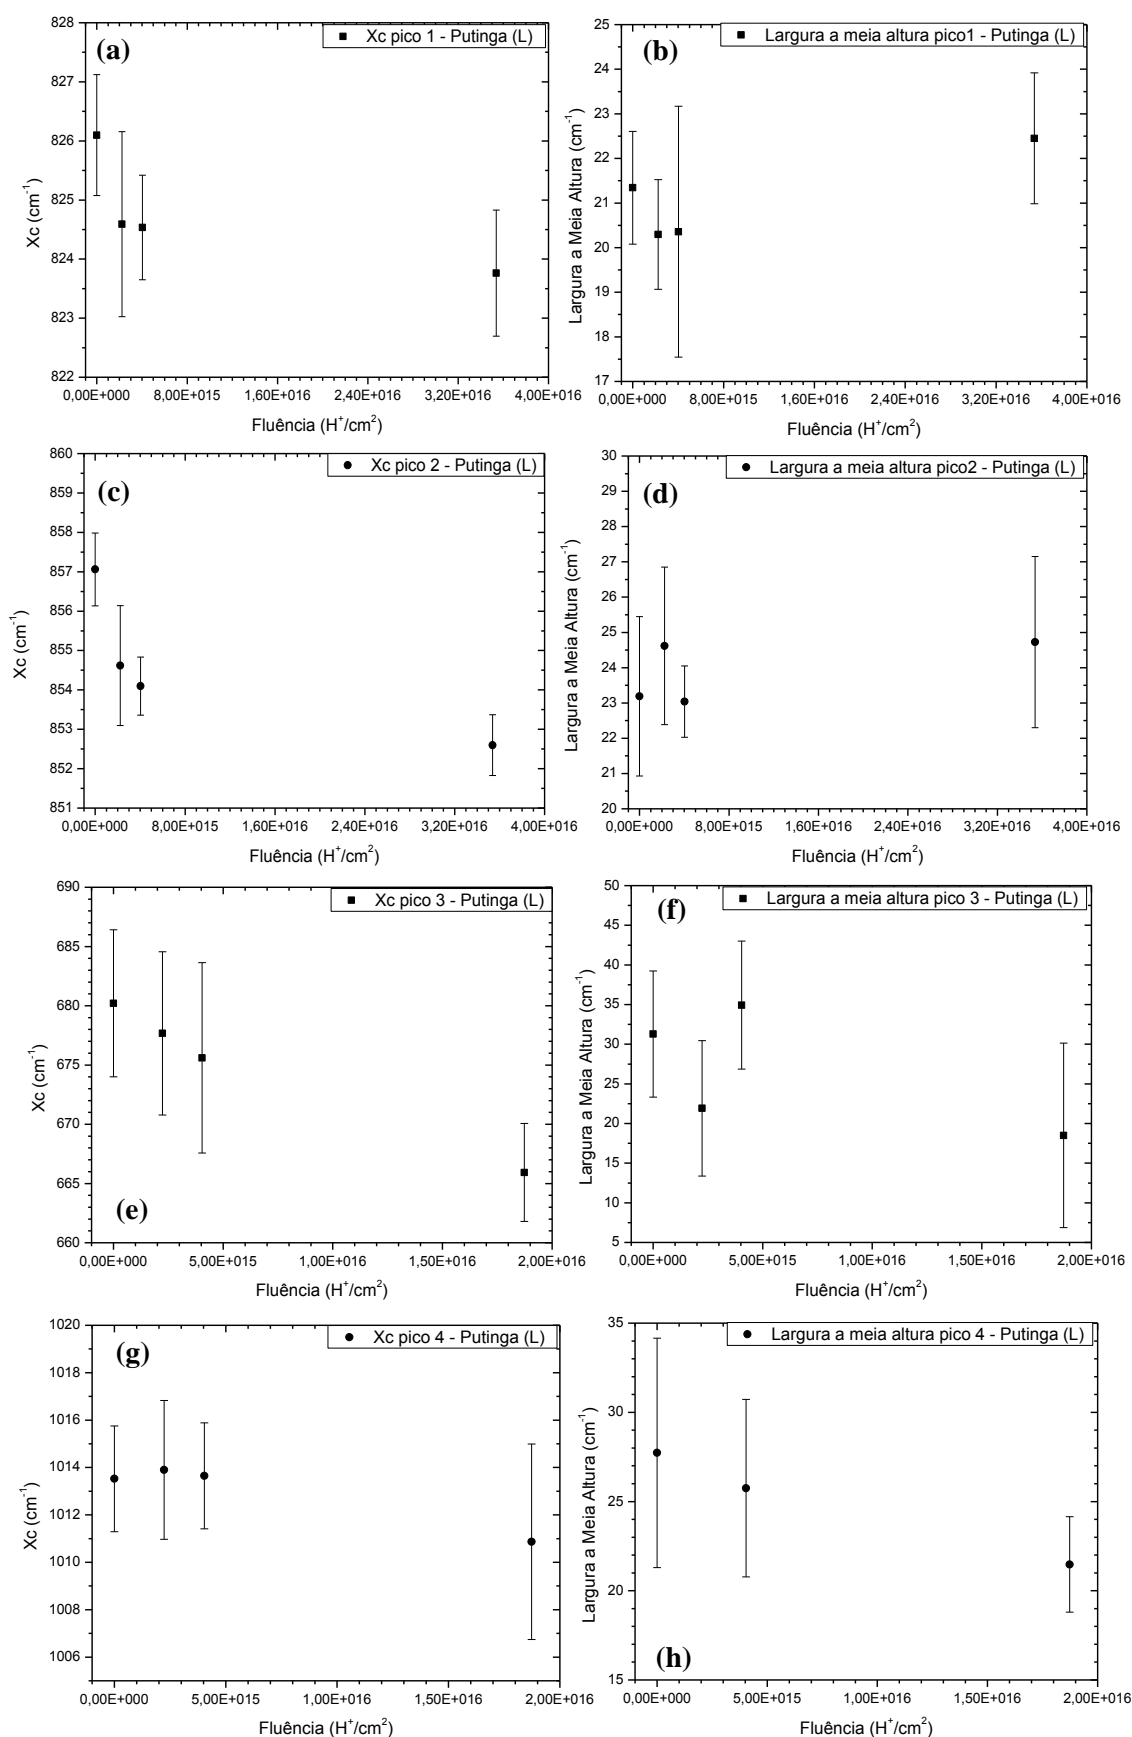 (a)
Xc pico 1 - Putinga (L)
828
827
826
825
824
823
822
Xc (cm⁻¹)
0,00E+000 8,00E+015 1,60E+016 2,40E+016 3,20E+016 4,00E+016
Fluência (H⁺/cm²)
(b)
Largura a meia altura pico1 - Putinga (L)
25
24
23
22
21
20
19
18
17
Largura a Meia Altura (cm⁻¹)
0,00E+000 8,00E+015 1,60E+016 2,40E+016 3,20E+016 4,00E+016
Fluência (H⁺/cm²)
(c)
Xc pico 2 - Putinga (L)
860
859
858
857
856
855
854
853
852
851
Xc (cm⁻¹)
0,00E+000 8,00E+015 1,60E+016 2,40E+016 3,20E+016 4,00E+016
Fluência (H⁺/cm²)
(d)
Largura a meia altura pico2 - Putinga (L)
30
29
28
27
26
25
24
23
22
21
20
Largura a Meia Altura (cm⁻¹)
0,00E+000 8,00E+015 1,60E+016 2,40E+016 3,20E+016 4,00E+016
Fluência (H⁺/cm²)
(e)
Xc pico 3 - Putinga (L)
690
685
680
675
670
665
660
Xc (cm⁻¹)
0,00E+000 5,00E+015 1,00E+016 1,50E+016 2,00E+016
Fluência (H⁺/cm²)
(f)
Largura a meia altura pico 3 - Putinga (L)
50
45
40
35
30
25
20
15
10
5
Largura a Meia Altura (cm⁻¹)
0,00E+000 5,00E+015 1,00E+016 1,50E+016 2,00E+016
Fluência (H⁺/cm²)
(g)
Xc pico 4 - Putinga (L)
1020
1018
1016
1014
1012
1010
1008
1006
Xc (cm⁻¹)
0,00E+000 5,00E+015 1,00E+016 1,50E+016 2,00E+016
Fluência (H⁺/cm²)
(h)
Largura a meia altura pico 4 - Putinga (L)
35
30
25
20
15
Largura a Meia Altura (cm⁻¹)
0,00E+000 5,00E+015 1,00E+016 1,50E+016 2,00E+016
Fluência (H⁺/cm²)